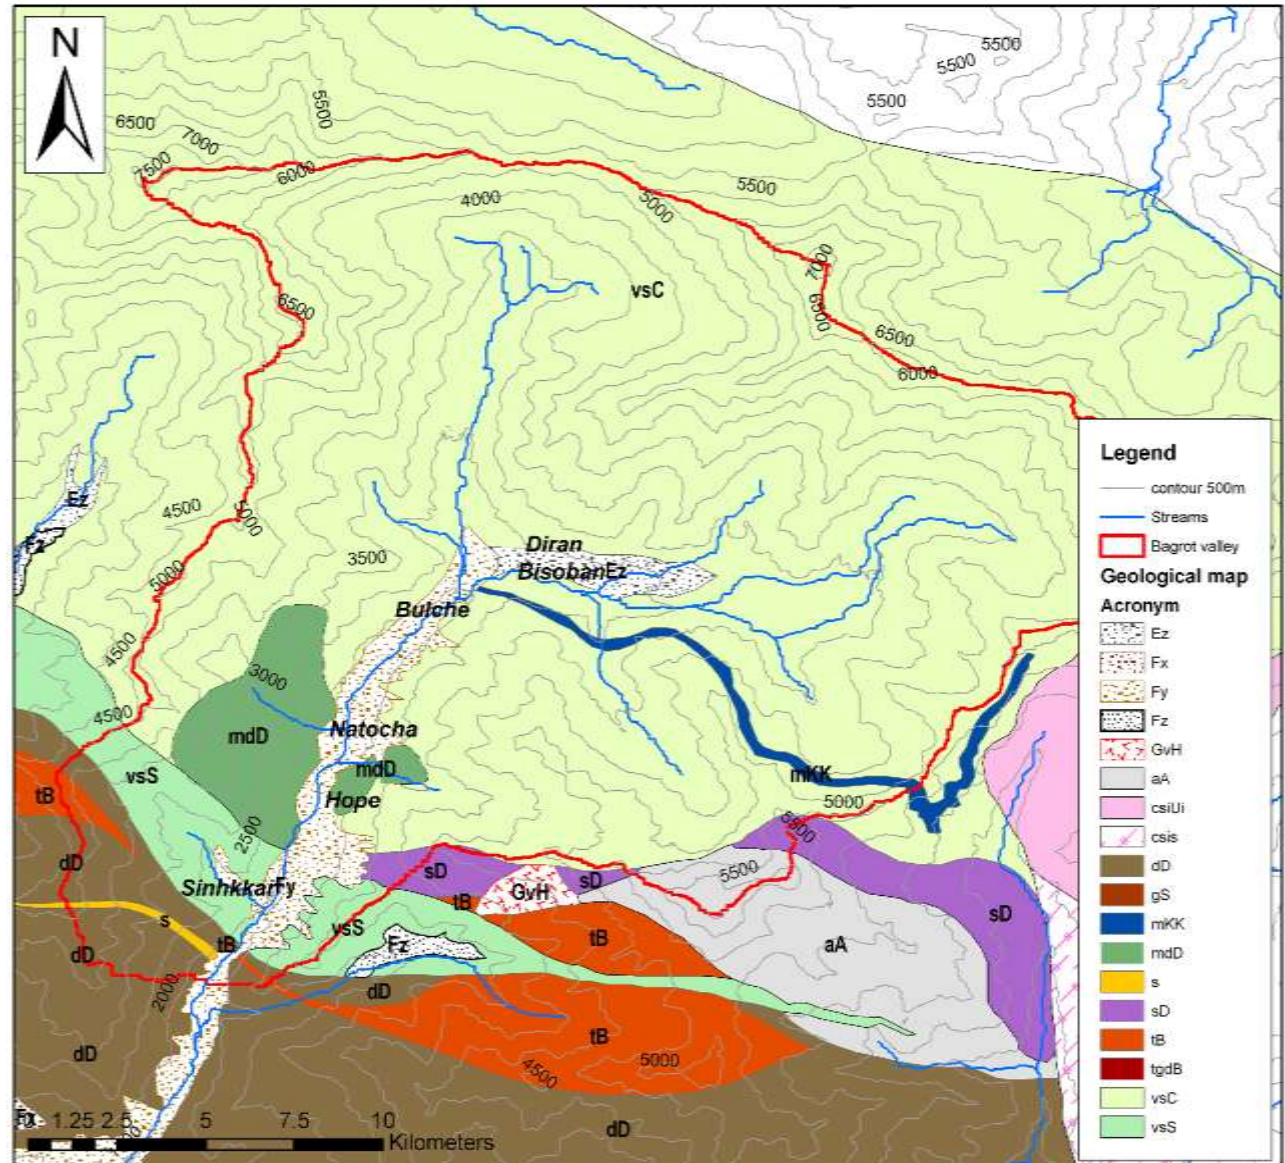 N
5500
5500
5500
5500
6500
7000
7500
6000
4000
5500
5000
7000
vsC
6500
6500
6500
6000
Ez
4500
5000
3500
Diran
BisobanEz
5000
Bulche
4500
3000
4500
mdD
Natocha
mdD
vsS
mKK
5000
tB
Hope
2500
5500
5500
dD
sD
sD
sD
Sinhkkar Fy
GvH
tB
s
vsS
tB
aA
dD
tB
Fz
2000
dD
dD
tB
5000
4500
dD
0
1.25 2.5
5
7.5
10
Kilometers
Legend
contour 500m
Streams
Bagrot valley
Geological map
Acronym
Ez
Fx
Fy
Fz
GvH
aA
csiUi
csis
dD
gS
mKK
mdD
s
sD
tB
tgdB
vsC
vsS